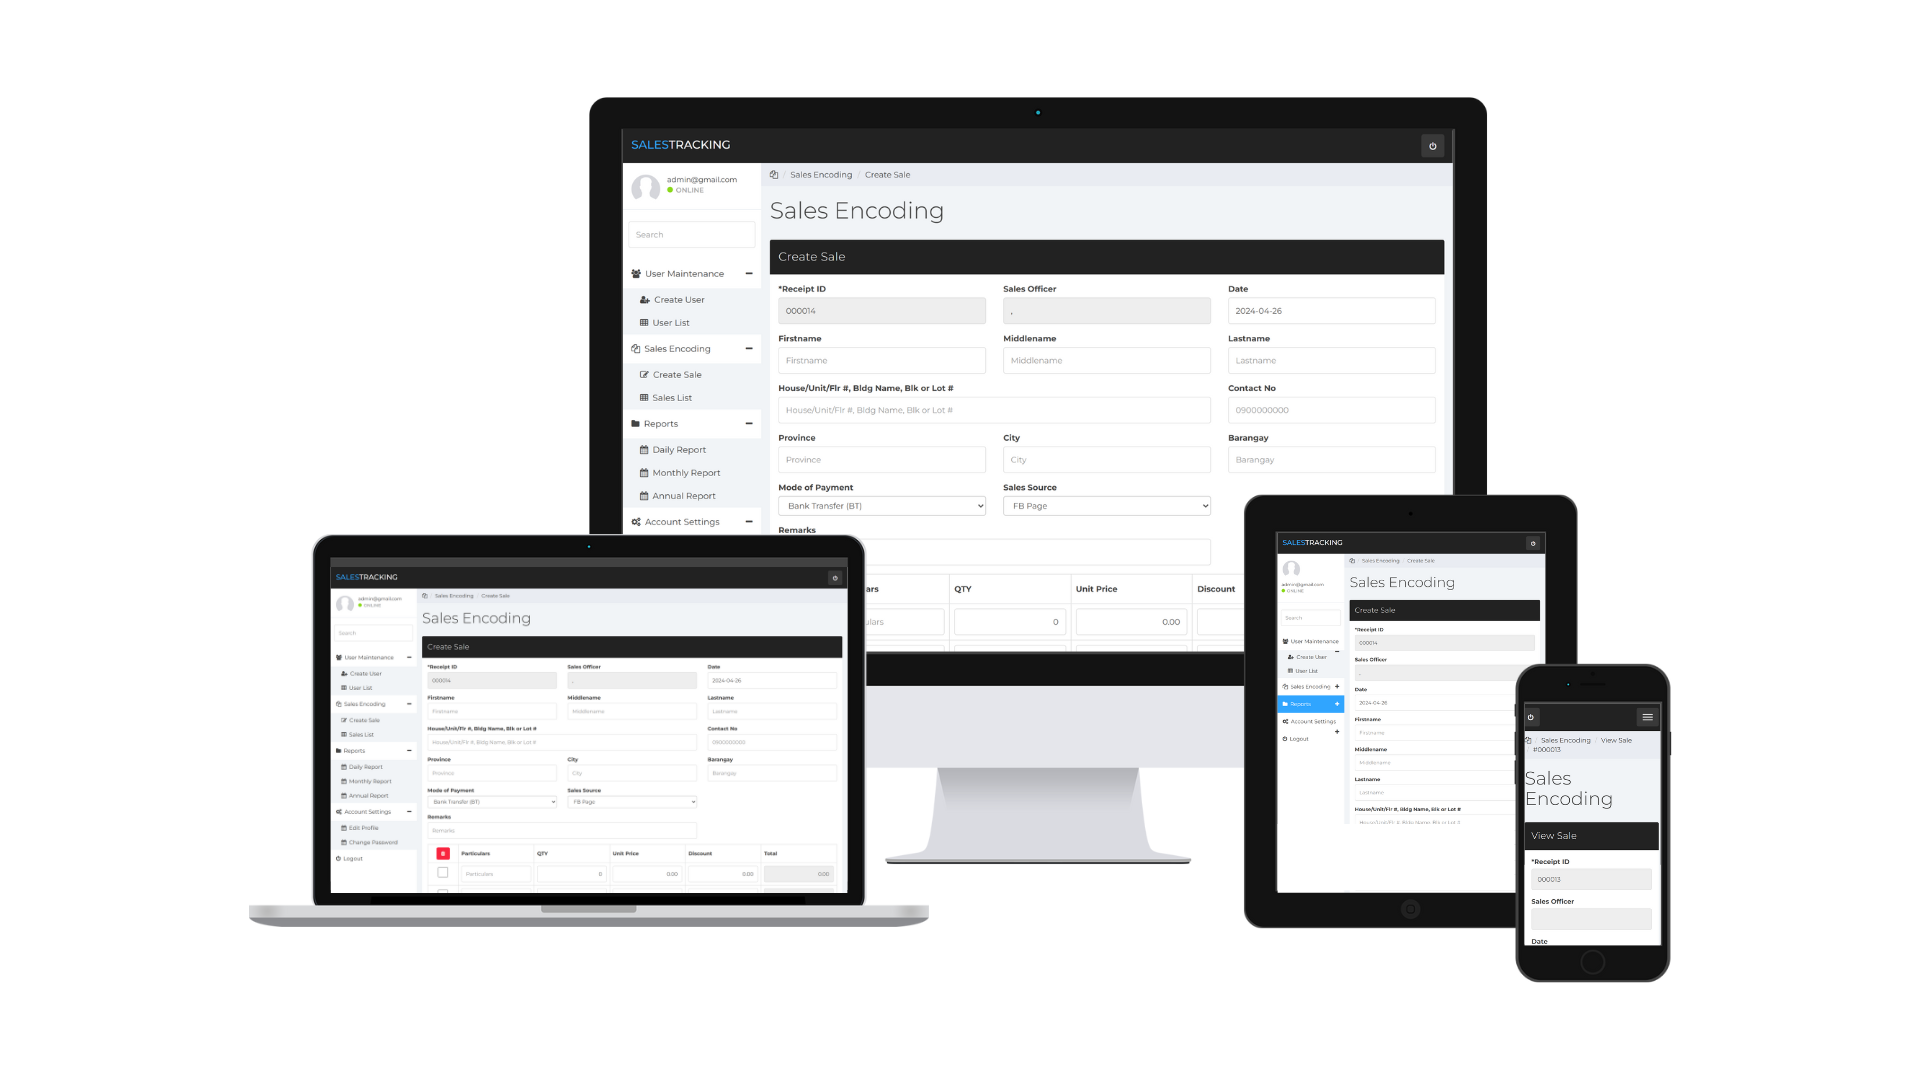 SALESTRACKING
admin@gmail.com
ONLINE
Search
User Maintenance
Create User
User List
Sales Encoding
Create Sale
Sales List
Reports
Daily Report
Monthly Report
Annual Report
Account Settings
Sales Encoding / Create Sale
Sales Encoding
Create Sale
*Receipt ID Sales Officer Date
000014 , 2024-04-26
Firstname Middlename Lastname
Firstname Middlename Lastname
House/Unit/Flr #, Bldg Name, Blk or Lot # Contact No
House/Unit/Flr #, Bldg Name, Blk or Lot # 0900000000
Province City Barangay
Province City Barangay
Mode of Payment Sales Source
Bank Transfer (BT) FB Page
Remarks
ars QTY Unit Price Discount
ulars 0 0.00
SALESTRACKING
admin@gmail.com
ONLINE
Search
User Maintenance
Create User
User List
Sales Encoding
Create Sale
Sales List
Reports
Daily Report
Monthly Report
Annual Report
Account Settings
Edit Profile
Change Password
Logout
Sales Encoding / Create Sale
Sales Encoding
Create Sale
*Receipt ID Sales Officer Date
000014 , 2024-04-26
Firstname Middlename Lastname
Firstname Middlename Lastname
House/Unit/Flr #, Bldg Name, Blk or Lot # Contact No
House/Unit/Flr #, Bldg Name, Blk or Lot # 0900000000
Province City Barangay
Province City Barangay
Mode of Payment Sales Source
Bank Transfer (BT) FB Page
Remarks
Remarks
Particulars QTY Unit Price Discount Total
Particulars 0 0.00 0.00 0.00
SALESTRACKING
admin@gmail.com
ONLINE
Search
User Maintenance
Create User
User List
Sales Encoding
Reports
Account Settings
Logout
Sales Encoding / Create Sale
Sales Encoding
Create Sale
*Receipt ID
000014
Sales Officer
,
Date
2024-04-26
Firstname
Firstname
Middlename
Middlename
Lastname
Lastname
House/Unit/Flr #, Bldg Name, Blk or Lot #
House/Unit/Flr #, Bldg Name, Blk or Lot #
/ Sales Encoding / View Sale
/ #000013
Sales
Encoding
View Sale
*Receipt ID
000013
Sales Officer
Date